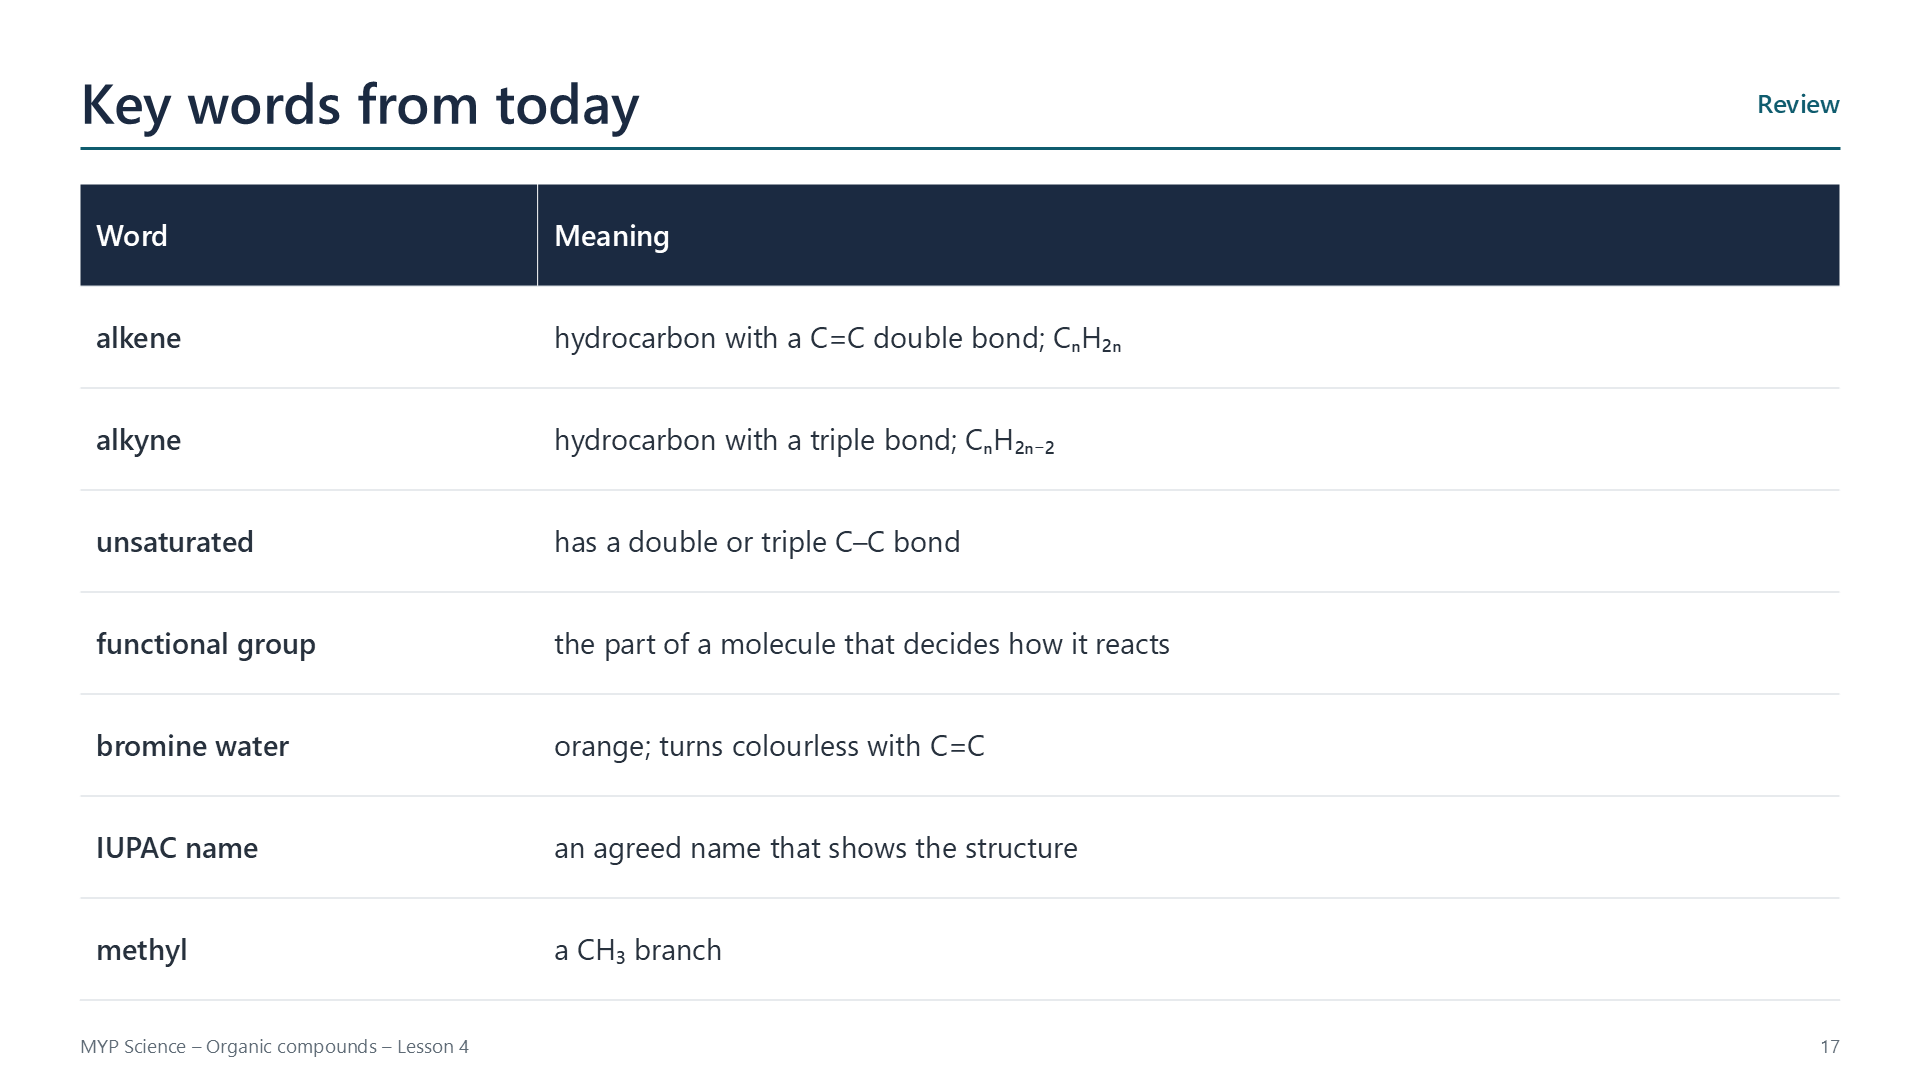 Key words from today
Review
Word Meaning
alkene hydrocarbon with a C=C double bond; CₙH₂ₙ
alkyne hydrocarbon with a triple bond; CₙH₂ₙ₋₂
unsaturated has a double or triple C–C bond
functional group the part of a molecule that decides how it reacts
bromine water orange; turns colourless with C=C
IUPAC name an agreed name that shows the structure
methyl a CH₃ branch
MYP Science – Organic compounds – Lesson 4
17